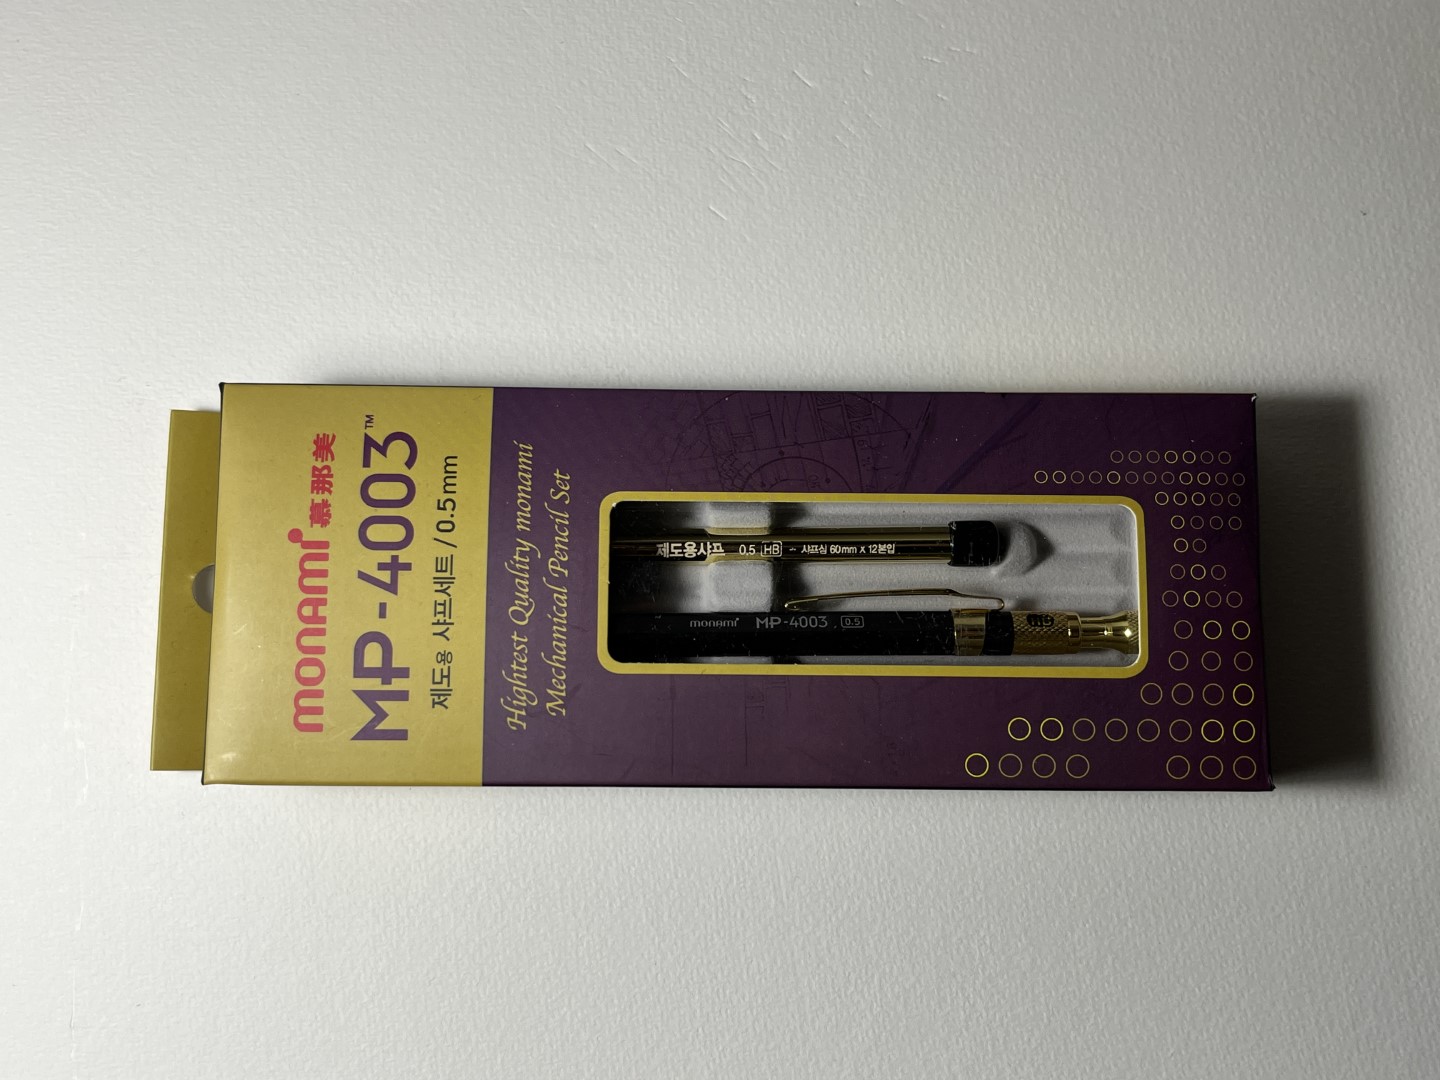 monami 慕那美
MP-4003™
제도용 샤프세트/0.5mm
Hightest Quality monami
Mechanical Pencil Set
제도용샤프 0.5 HB 샤프심 60mm x 12본입
monami MP-4003 0.5